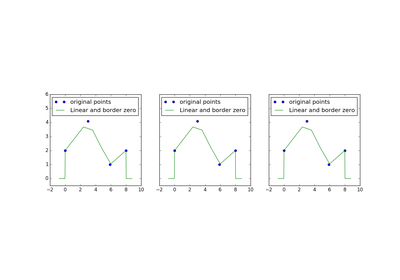 original points
Linear and border zero
original points
Linear and border zero
original points
Linear and border zero
6
5
4
3
2
1
0
−2 0 2 4 6 8 10
−2 0 2 4 6 8 10
−2 0 2 4 6 8 10